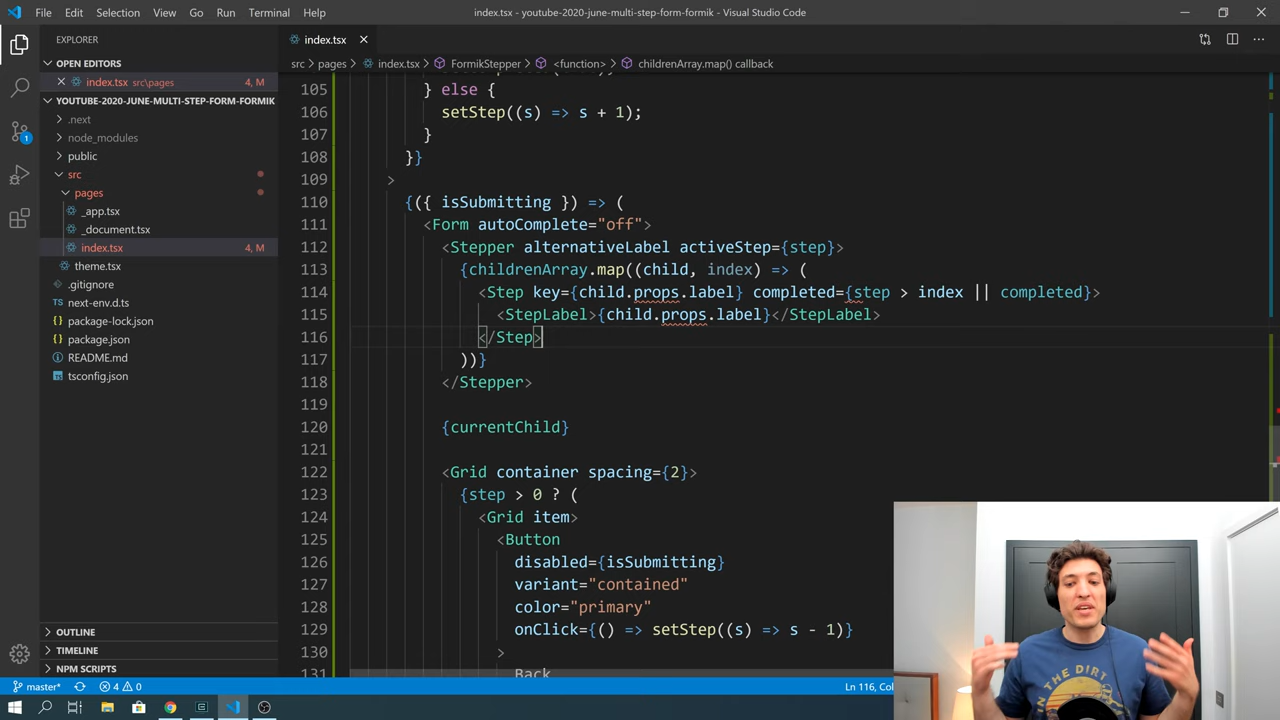 File Edit Selection View Go Run Terminal Help
index.tsx - youtube-2020-june-multi-step-form-formik - Visual Studio Code
EXPLORER
OPEN EDITORS
index.tsx src\pages 4, M
YOUTUBE-2020-JUNE-MULTI-STEP-FORM-FORMIK
.next
node_modules
public
src
pages
_app.tsx
_document.tsx
index.tsx 4, M
theme.tsx
.gitignore
next-env.d.ts
package-lock.json
package.json
README.md
tsconfig.json
OUTLINE
TIMELINE
NPM SCRIPTS
index.tsx
src > pages > index.tsx > FormikStepper > <function> > childrenArray.map() callback
105 } else {
106 setStep((s) => s + 1);
107 }
108 }}
109 >
110 {({ isSubmitting }) => (
111 <Form autoComplete="off">
112 <Stepper alternativeLabel activeStep={step}>
113 {childrenArray.map((child, index) => (
114 <Step key={child.props.label} completed={step > index || completed}>
115 <StepLabel>{child.props.label}</StepLabel>
116 </Step>
117 ))}
118 </Stepper>
119
120 {currentChild}
121
122 <Grid container spacing={2}>
123 {step > 0 ? (
124 <Grid item>
125 <Button
126 disabled={isSubmitting}
127 variant="contained"
128 color="primary"
129 onClick={() => setStep((s) => s - 1)}
130 >
131 Back
master* 4 0
Ln 116, Col
IN THE DIRT